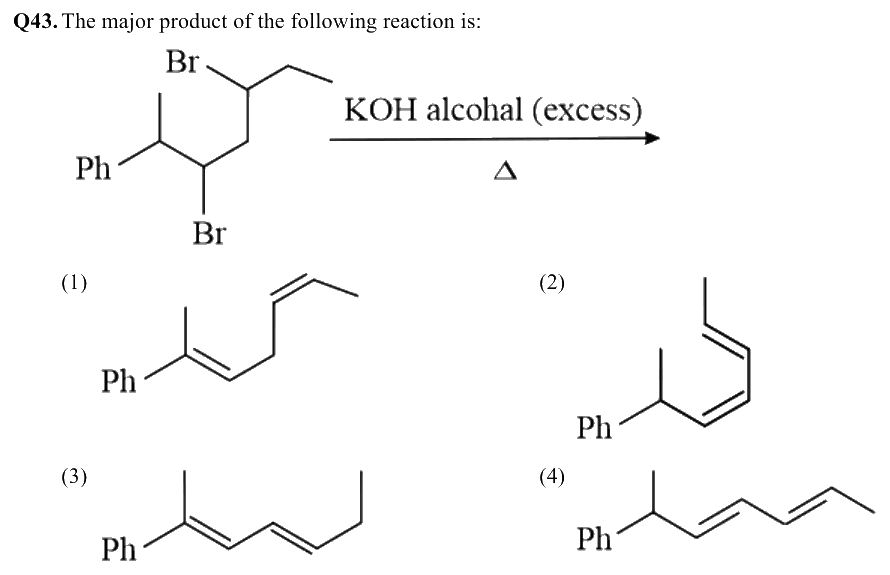 Q43. The major product of the following reaction is:
Br
KOH alcohal (excess)
Δ
Ph
Br
(1)
(2)
Ph
Ph
(3)
(4)
Ph
Ph